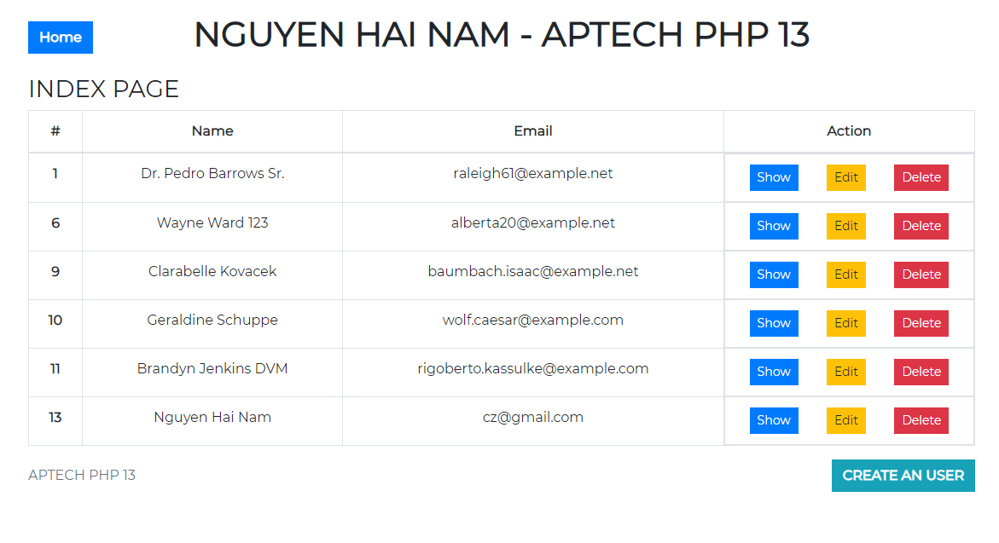 Home
NGUYEN HAI NAM - APTECH PHP 13
INDEX PAGE
# Name Email Action
1 Dr. Pedro Barrows Sr. raleigh61@example.net Show Edit Delete
6 Wayne Ward 123 alberta20@example.net Show Edit Delete
9 Clarabelle Kovacek baumbach.isaac@example.net Show Edit Delete
10 Geraldine Schuppe wolf.caesar@example.com Show Edit Delete
11 Brandyn Jenkins DVM rigoberto.kassulke@example.com Show Edit Delete
13 Nguyen Hai Nam cz@gmail.com Show Edit Delete
APTECH PHP 13
CREATE AN USER